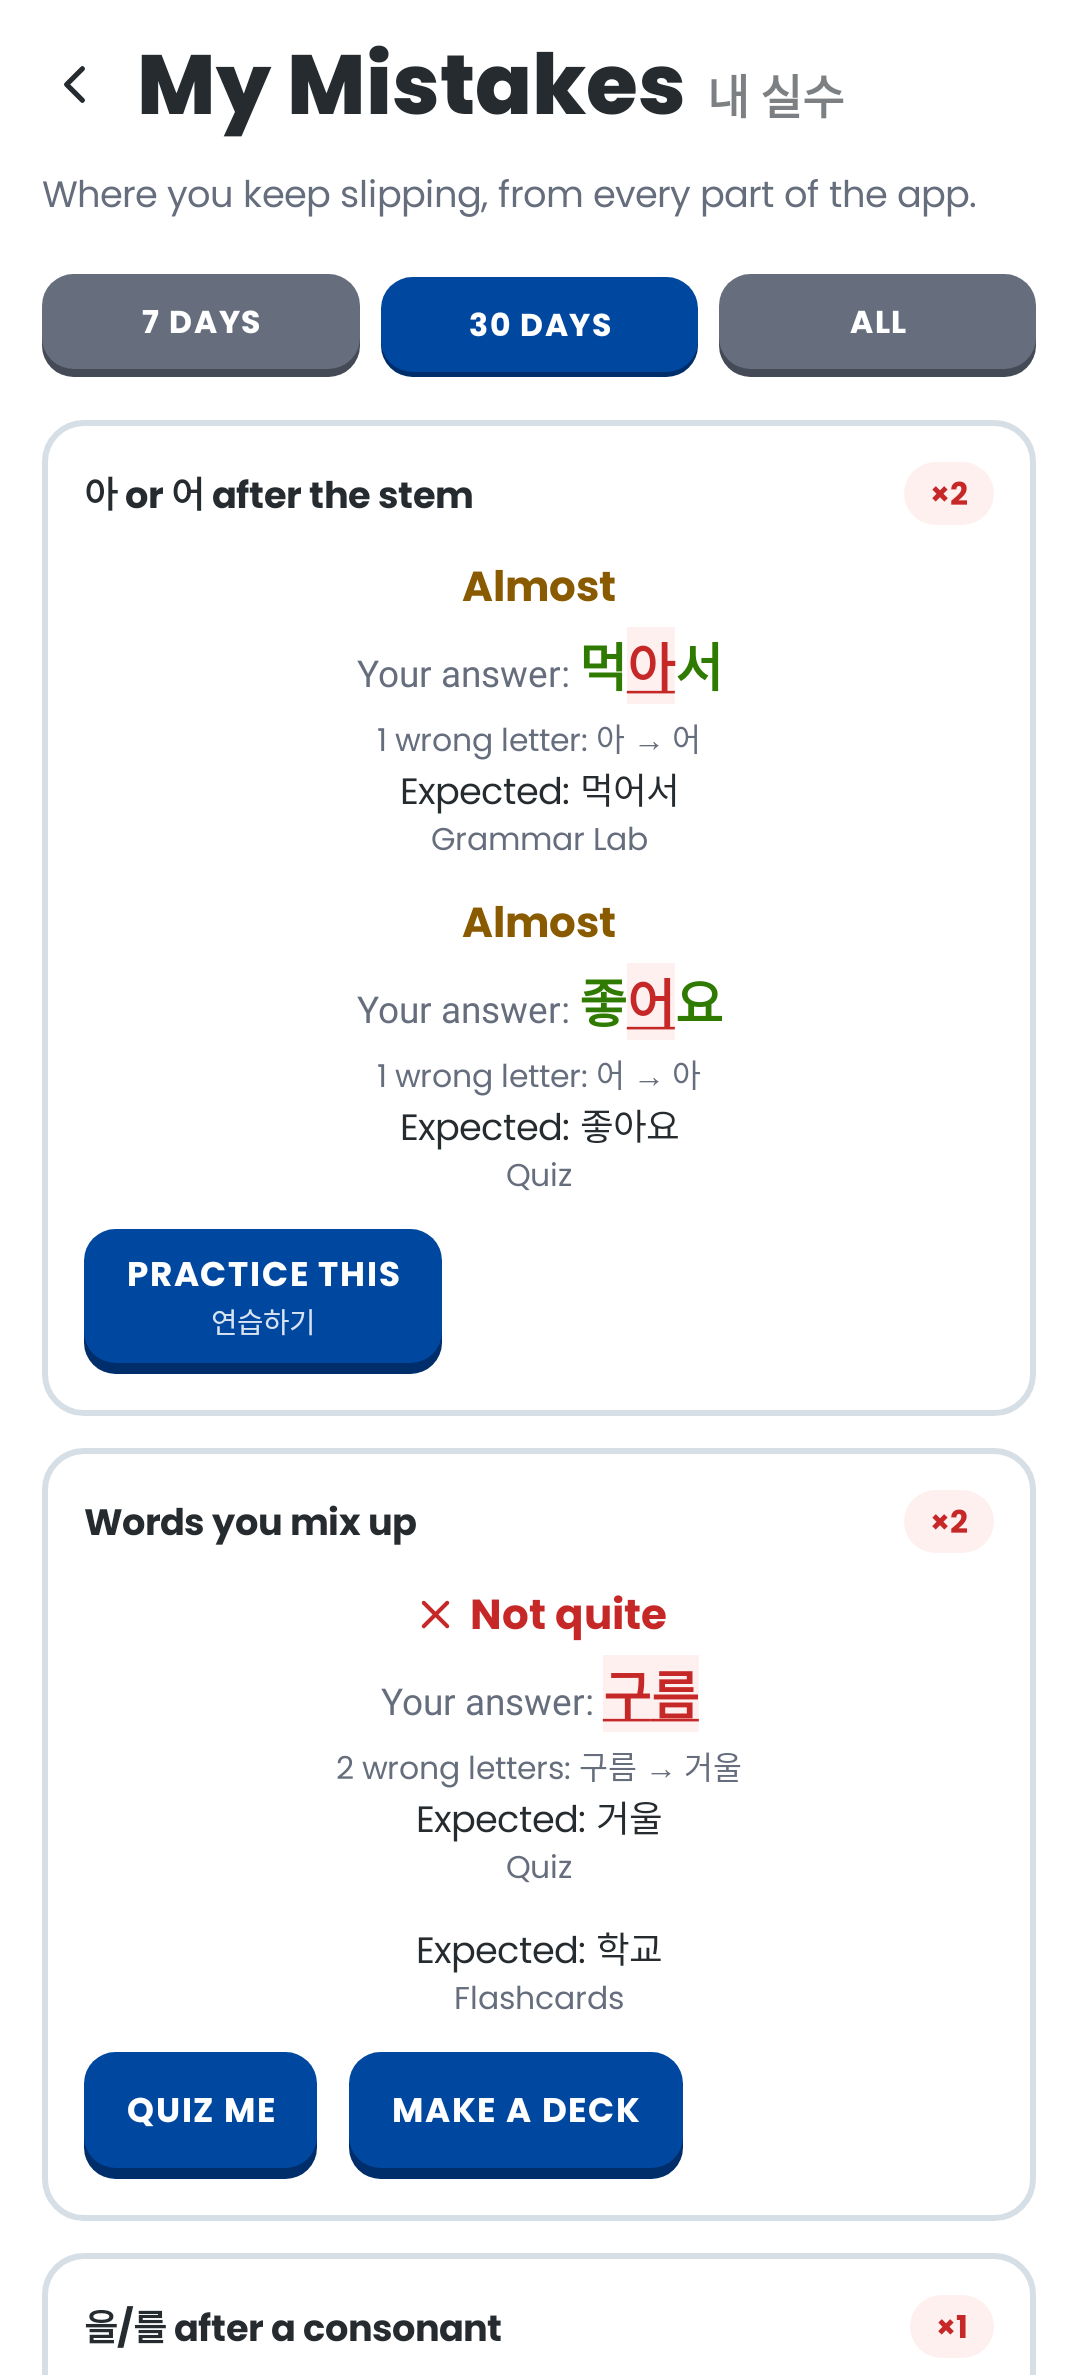 My Mistakes 내 실수
Where you keep slipping, from every part of the app.
7 DAYS
30 DAYS
ALL
아 or 어 after the stem
×2
Almost
Your answer: 먹아서
1 wrong letter: 아 → 어
Expected: 먹어서
Grammar Lab
Almost
Your answer: 좋어요
1 wrong letter: 어 → 아
Expected: 좋아요
Quiz
PRACTICE THIS
연습하기
Words you mix up
×2
Not quite
Your answer: 구름
2 wrong letters: 구름 → 거울
Expected: 거울
Quiz
Expected: 학교
Flashcards
QUIZ ME
MAKE A DECK
을/를 after a consonant
×1